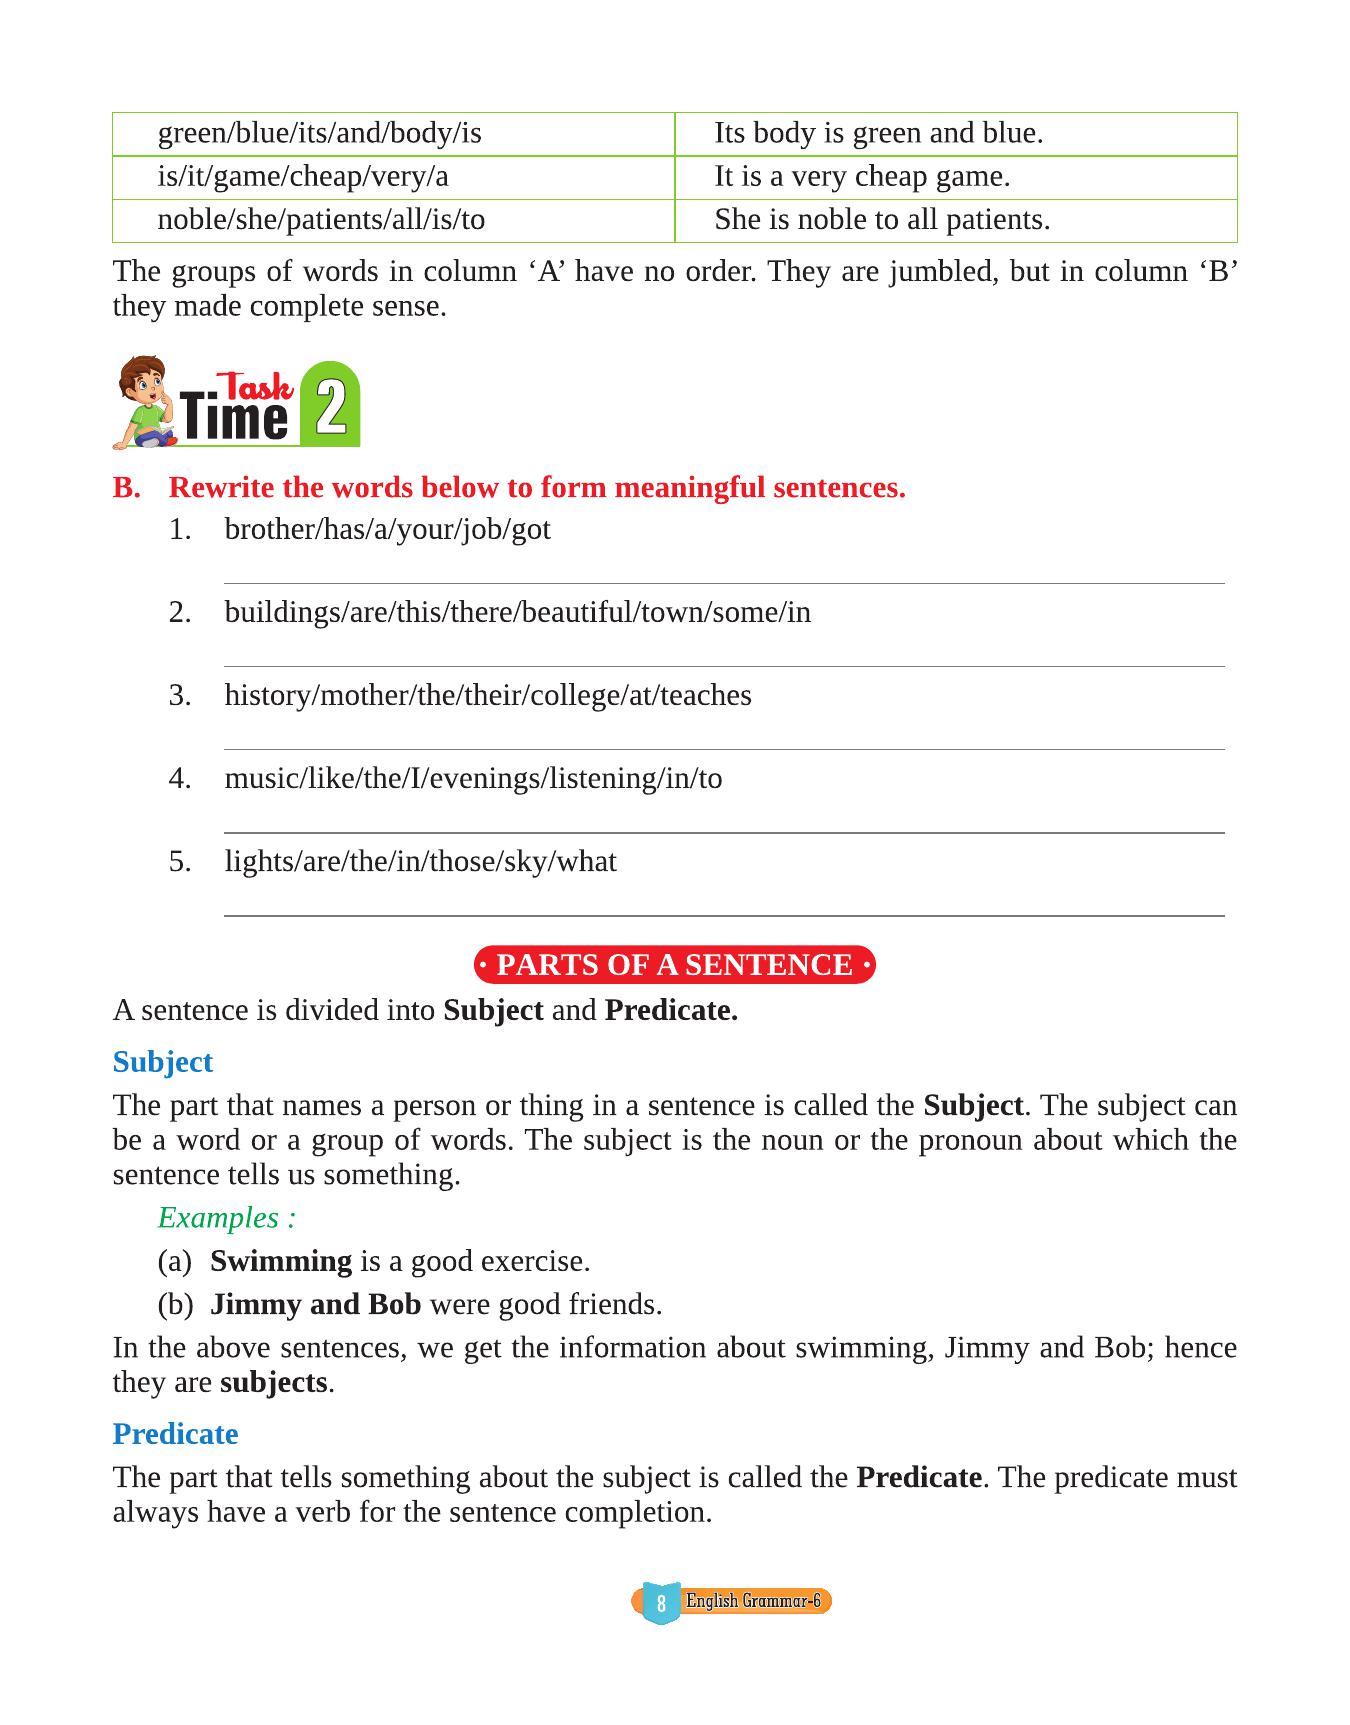 green/blue/its/and/body/is Its body is green and blue.
is/it/game/cheap/very/a It is a very cheap game.
noble/she/patients/all/is/to She is noble to all patients.
The groups of words in column ‘A’ have no order. They are jumbled, but in column ‘B’
they made complete sense.
Task
Time 2
B. Rewrite the words below to form meaningful sentences.
1. brother/has/a/your/job/got
2. buildings/are/this/there/beautiful/town/some/in
3. history/mother/the/their/college/at/teaches
4. music/like/the/I/evenings/listening/in/to
5. lights/are/the/in/those/sky/what
• PARTS OF A SENTENCE •
A sentence is divided into Subject and Predicate.
Subject
The part that names a person or thing in a sentence is called the Subject. The subject can
be a word or a group of words. The subject is the noun or the pronoun about which the
sentence tells us something.
Examples :
(a) Swimming is a good exercise.
(b) Jimmy and Bob were good friends.
In the above sentences, we get the information about swimming, Jimmy and Bob; hence
they are subjects.
Predicate
The part that tells something about the subject is called the Predicate. The predicate must
always have a verb for the sentence completion.
8 English Grammar-6